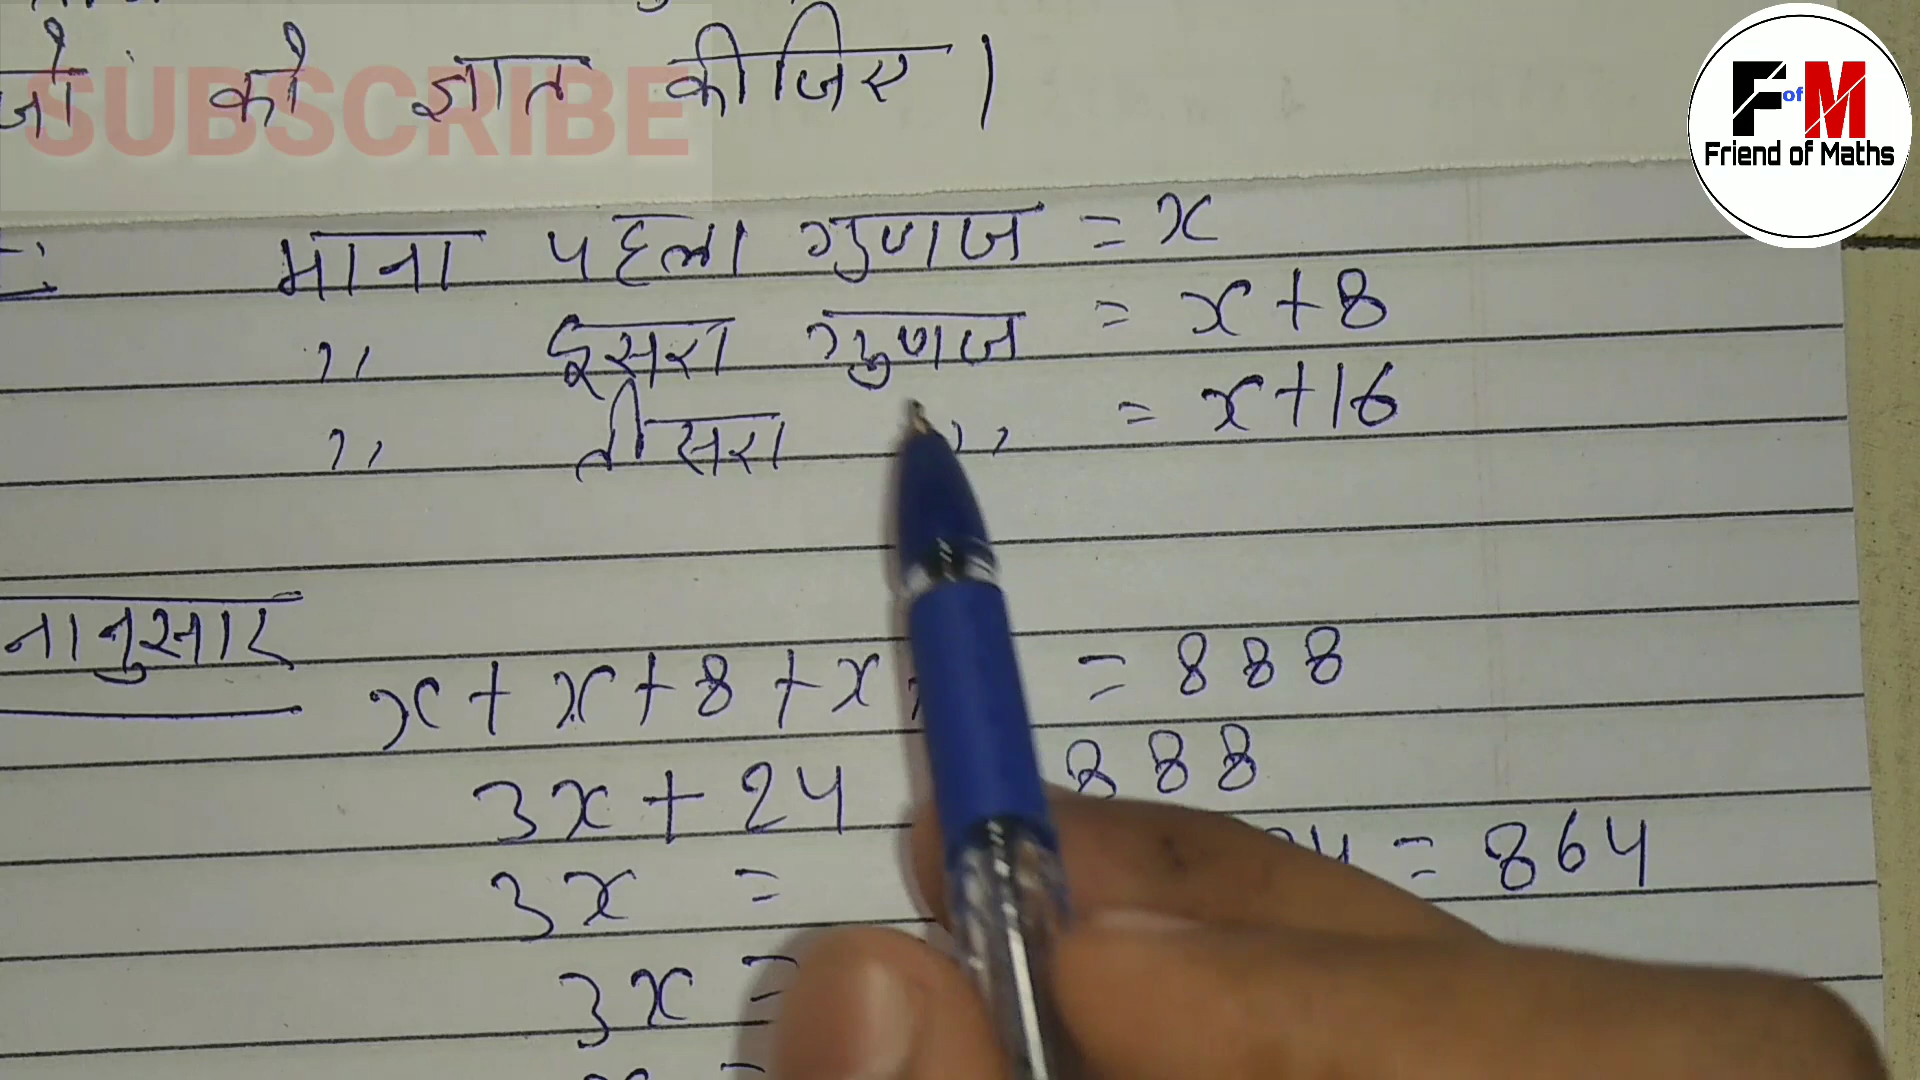 को ज्ञात कीजिए ।
SUBSCRIBE
F of M
Friend of Maths
माना पहला गुणज = x
" दूसरा गुणज = x+8
" तीसरा " = x+16
नानुसार
x + x + 8 + x = 888
3x + 24 888
3x = = 864
3x =